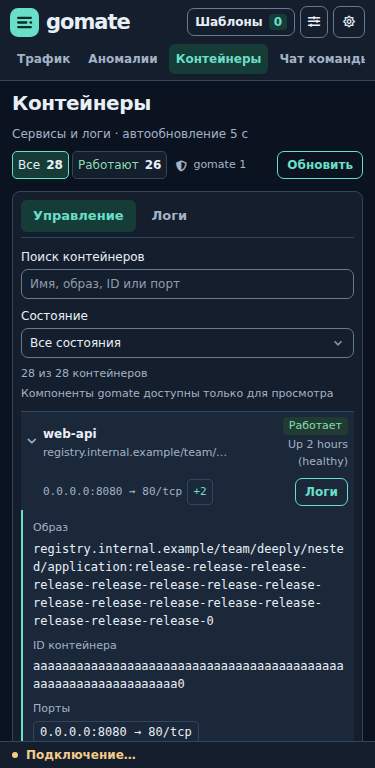 gomate
Шаблоны 0
Трафик Аномалии Контейнеры Чат команды
Контейнеры
Сервисы и логи · автообновление 5 с
Все 28 Работают 26 gomate 1 Обновить
Управление Логи
Поиск контейнеров
Имя, образ, ID или порт
Состояние
Все состояния
28 из 28 контейнеров
Компоненты gomate доступны только для просмотра
web-api
registry.internal.example/team/...
Работает
Up 2 hours
(healthy)
0.0.0.0:8080 → 80/tcp +2 Логи
Образ
registry.internal.example/team/deeply/neste
d/application:release-release-release-
release-release-release-release-release-
release-release-release-release-release-
release-release-release-0
ID контейнера
aaaaaaaaaaaaaaaaaaaaaaaaaaaaaaaaaaaaaaaaaaa
aaaaaaaaaaaaaaaaaaaa0
Порты
0.0.0.0:8080 → 80/tcp
Подключение…